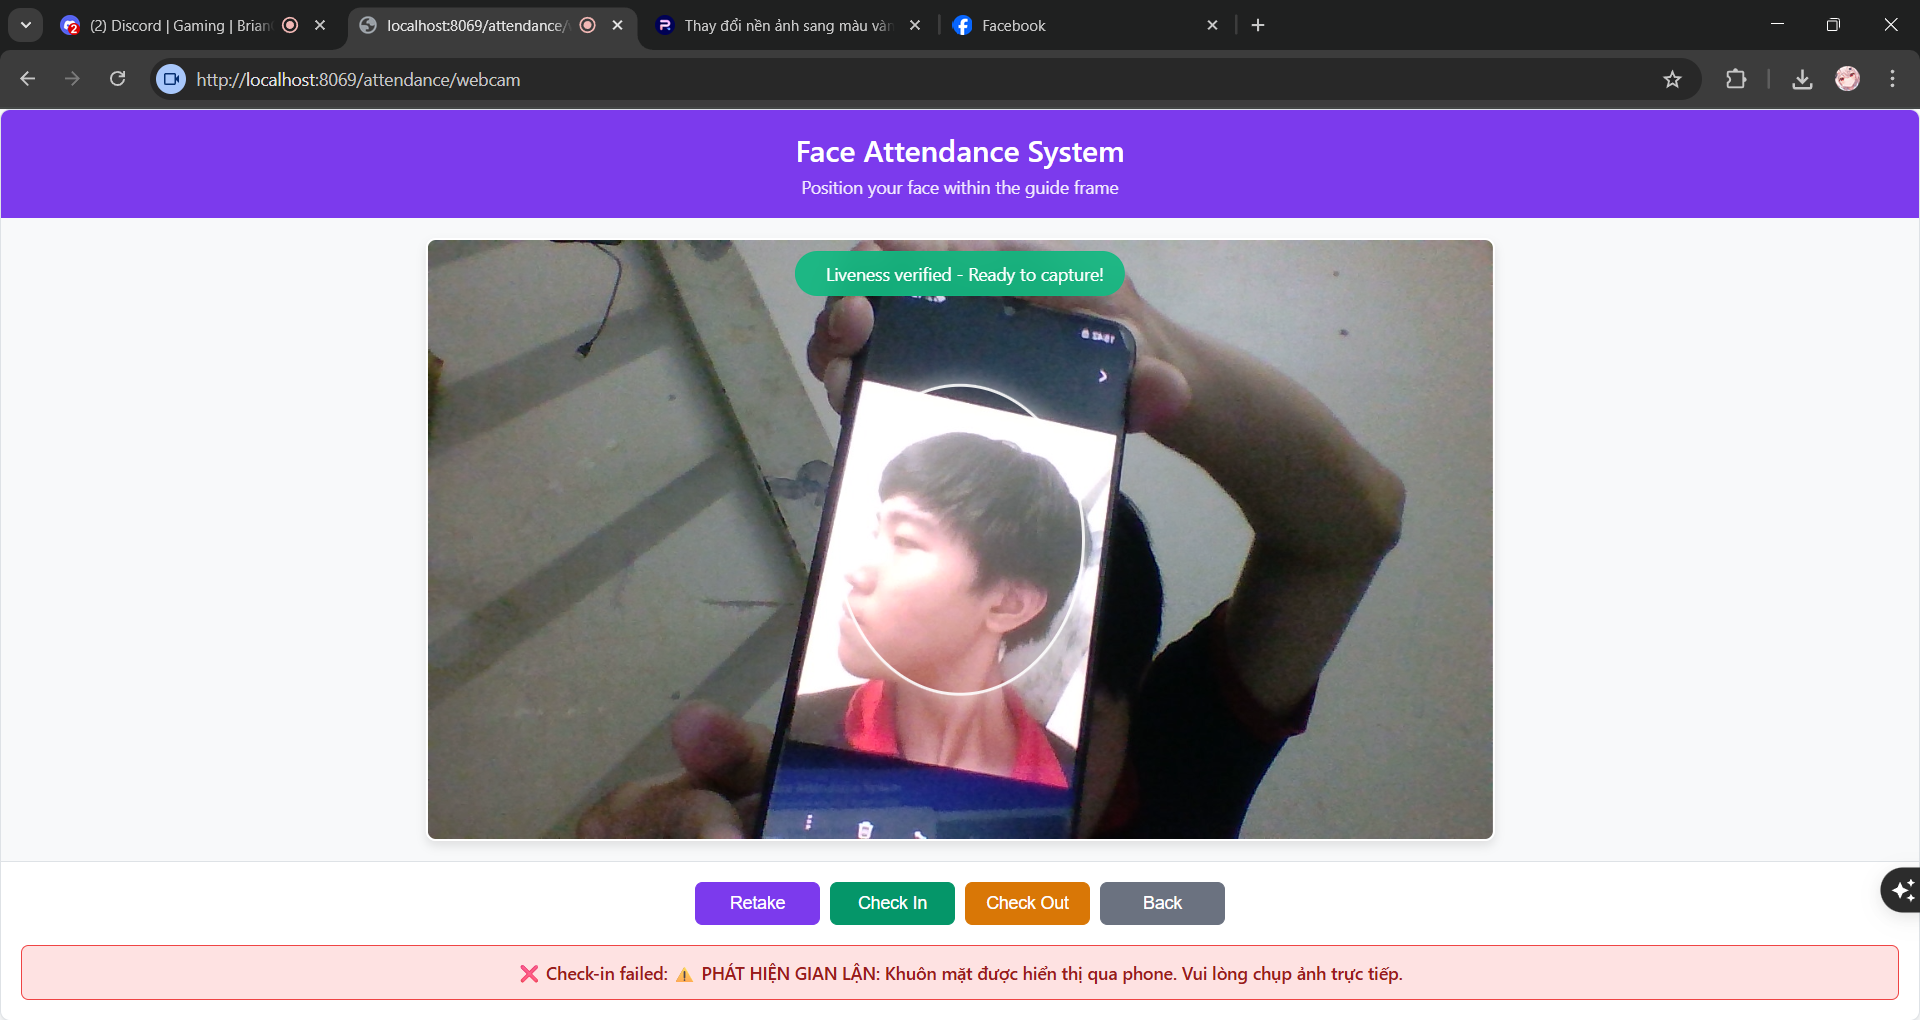 (2) Discord | Gaming | Brian
localhost:8069/attendance/
Thay đổi nền ảnh sang màu vàn
Facebook
http://localhost:8069/attendance/webcam
Face Attendance System
Position your face within the guide frame
Liveness verified - Ready to capture!
Retake
Check In
Check Out
Back
❌ Check-in failed: ⚠️ PHÁT HIỆN GIAN LẬN: Khuôn mặt được hiển thị qua phone. Vui lòng chụp ảnh trực tiếp.